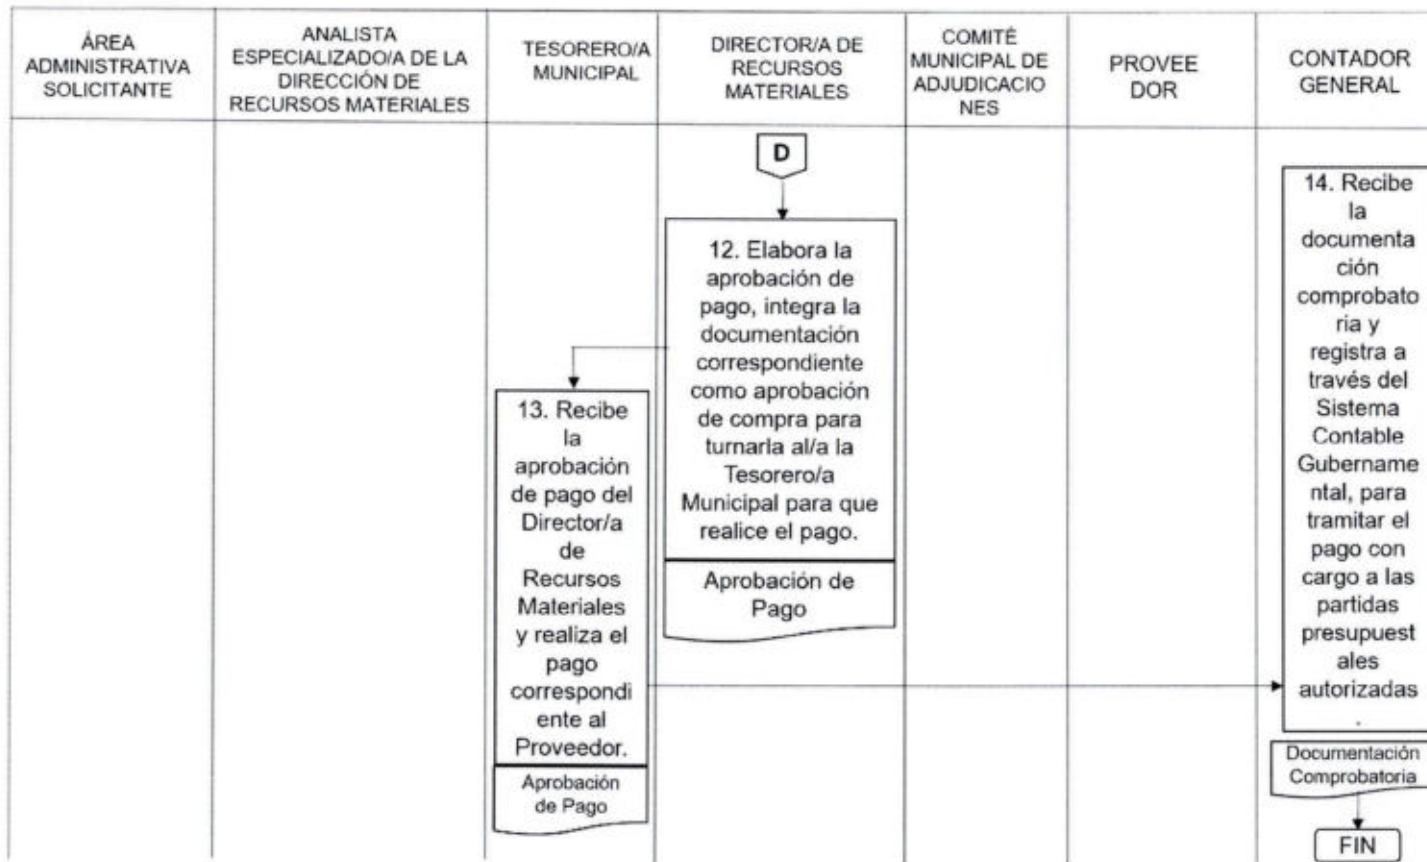 ÁREA
ADMINISTRATIVA
SOLICITANTE
ANALISTA
ESPECIALIZADO/A DE LA
DIRECCIÓN DE
RECURSOS MATERIALES
TESORERO/A
MUNICIPAL
DIRECTOR/A DE
RECURSOS
MATERIALES
COMITÉ
MUNICIPAL DE
ADJUDICACIO
NES
PROVEE
DOR
CONTADOR
GENERAL
D
12. Elabora la
aprobación de
pago, integra la
documentación
correspondiente
como aprobación
de compra para
turnarla al/a la
Tesorero/a
Municipal para que
realice el pago.
Aprobación de
Pago
13. Recibe
la
aprobación
de pago del
Director/a
de
Recursos
Materiales
y realiza el
pago
correspondi
ente al
Proveedor.
Aprobación
de Pago
14. Recibe
la
documenta
ción
comprobato
ria y
registra a
través del
Sistema
Contable
Gubername
ntal, para
tramitar el
pago con
cargo a las
partidas
presupuest
ales
autorizadas
.
Documentación
Comprobatoria
FIN